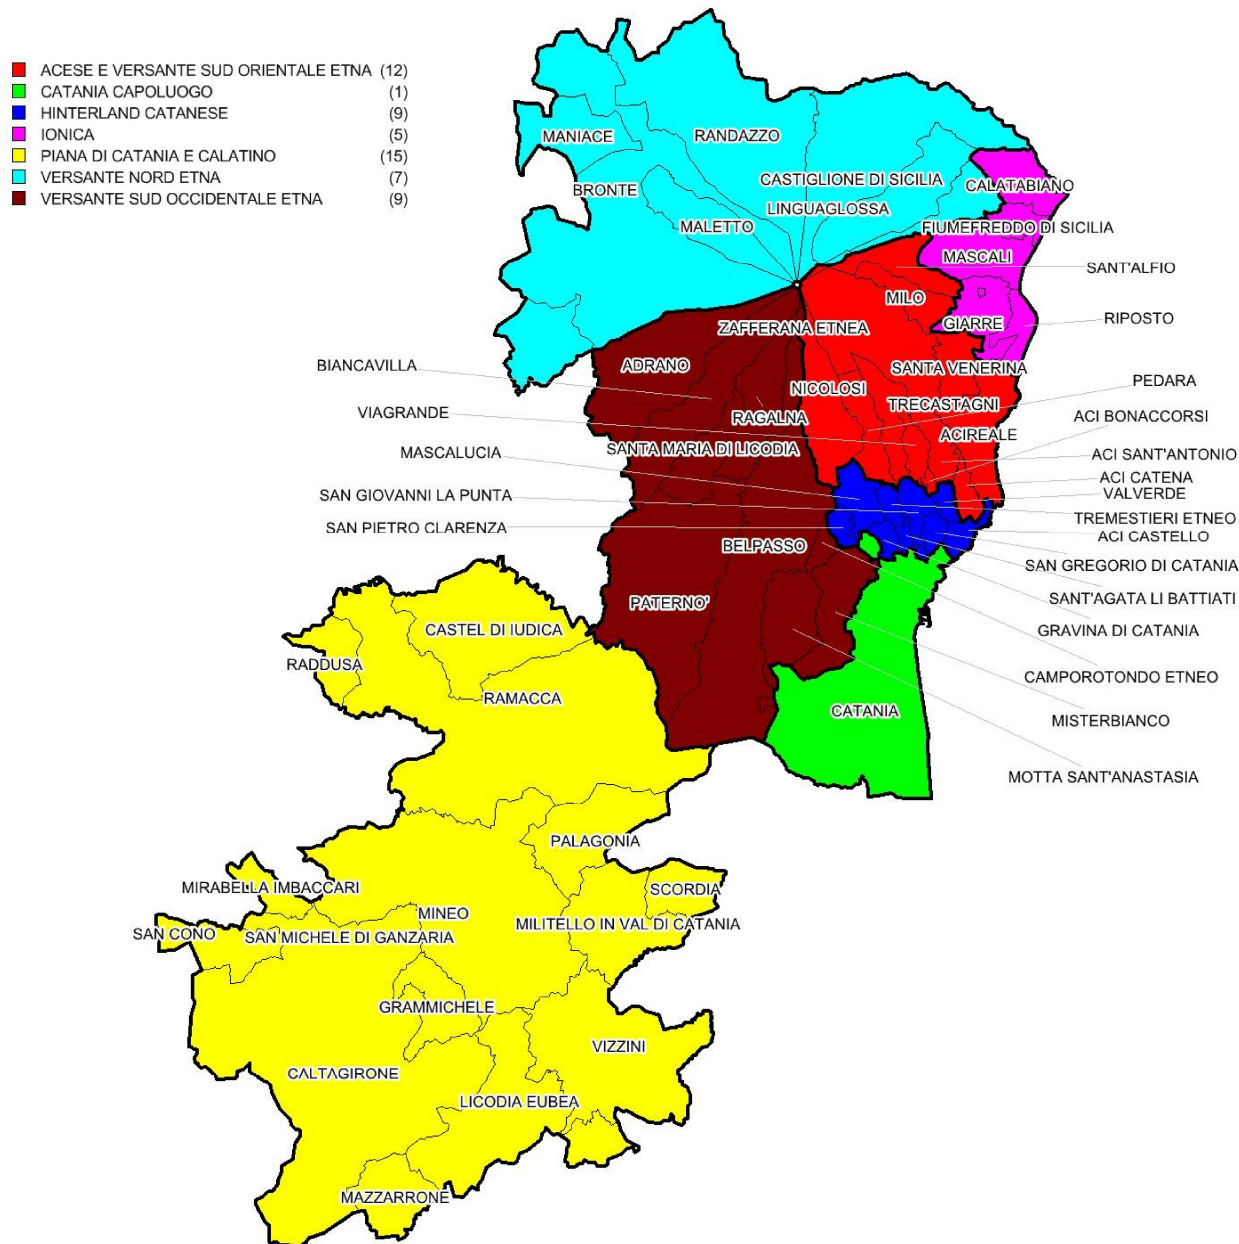 ACESE E VERSANTE SUD ORIENTALE ETNA (12)
CATANIA CAPOLUOGO (1)
HINTERLAND CATANESE (9)
IONICA (5)
PIANA DI CATANIA E CALATINO (15)
VERSANTE NORD ETNA (7)
VERSANTE SUD OCCIDENTALE ETNA (9)
MANIACE
RANDAZZO
BRONTE
CASTIGLIONE DI SICILIA
CALATABIANO
LINGUAGLOSSA
MALETTO
FIUMEFREDDO DI SICILIA
MASCALI
SANT'ALFIO
MILO
RIPOSTO
GIARRE
ZAFFERANA ETNEA
BIANCAVILLA
ADRANO
SANTA VENERINA
NICOLOSI
PEDARA
VIAGRANDE
RAGALNA
TRECASTAGNI
ACI BONACCORSI
ACIREALE
MASCALUCIA
SANTA MARIA DI LICODIA
ACI SANT'ANTONIO
ACI CATENA
SAN GIOVANNI LA PUNTA
VALVERDE
SAN PIETRO CLARENZA
TREMESTIERI ETNEO
ACI CASTELLO
BELPASSO
SAN GREGORIO DI CATANIA
PATERNO'
SANT'AGATA LI BATTIATI
CASTEL DI IUDICA
GRAVINA DI CATANIA
RADDUSA
CAMPOROTONDO ETNEO
RAMACCA
CATANIA
MISTERBIANCO
MOTTA SANT'ANASTASIA
PALAGONIA
MIRABELLA IMBACCARI
SCORDIA
MINEO
MILITELLO IN VAL DI CATANIA
SAN CONO
SAN MICHELE DI GANZARIA
GRAMMICHELE
VIZZINI
CALTAGIRONE
LICODIA EUBEA
MAZZARRONE